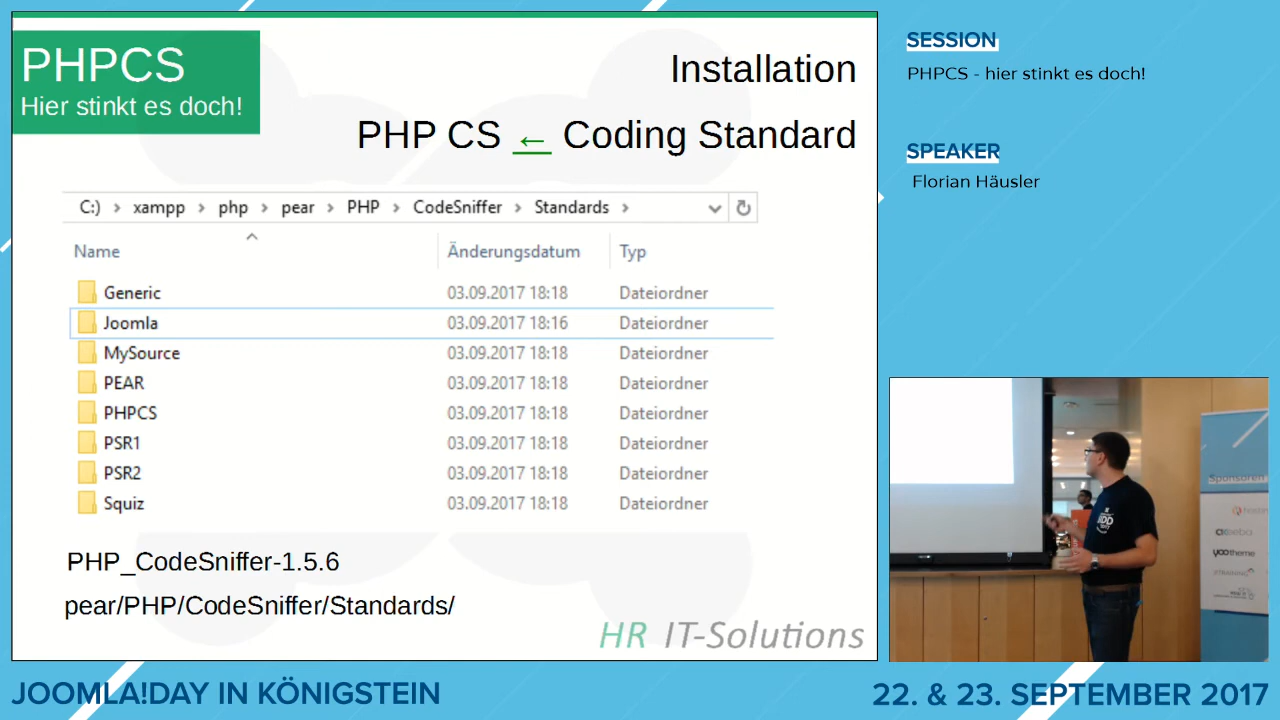 PHPCS
Hier stinkt es doch!
Installation
PHP CS ← Coding Standard
C:) › xampp › php › pear › PHP › CodeSniffer › Standards ›
Name Änderungsdatum Typ
Generic 03.09.2017 18:18 Dateiordner
Joomla 03.09.2017 18:16 Dateiordner
MySource 03.09.2017 18:18 Dateiordner
PEAR 03.09.2017 18:18 Dateiordner
PHPCS 03.09.2017 18:18 Dateiordner
PSR1 03.09.2017 18:18 Dateiordner
PSR2 03.09.2017 18:18 Dateiordner
Squiz 03.09.2017 18:18 Dateiordner
PHP_CodeSniffer-1.5.6
pear/PHP/CodeSniffer/Standards/
HR IT-Solutions
SESSION
PHPCS - hier stinkt es doch!
SPEAKER
Florian Häusler
Sponsoren
yootheme
JOOMLA!DAY IN KÖNIGSTEIN
22. & 23. SEPTEMBER 2017